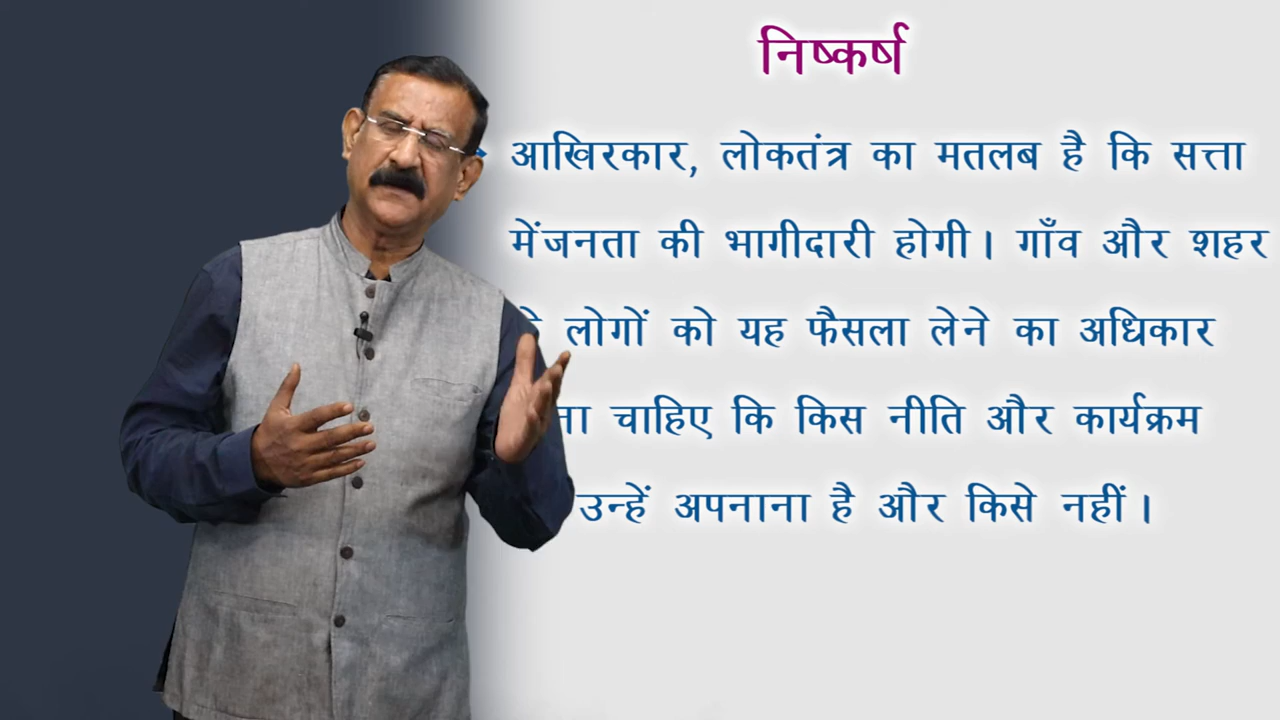 निष्कर्ष
आखिरकार, लोकतंत्र का मतलब है कि सत्ता
मेंजनता की भागीदारी होगी। गाँव और शहर
लोगों को यह फैसला लेने का अधिकार
चाहिए कि किस नीति और कार्यक्रम
उन्हें अपनाना है और किसे नहीं।